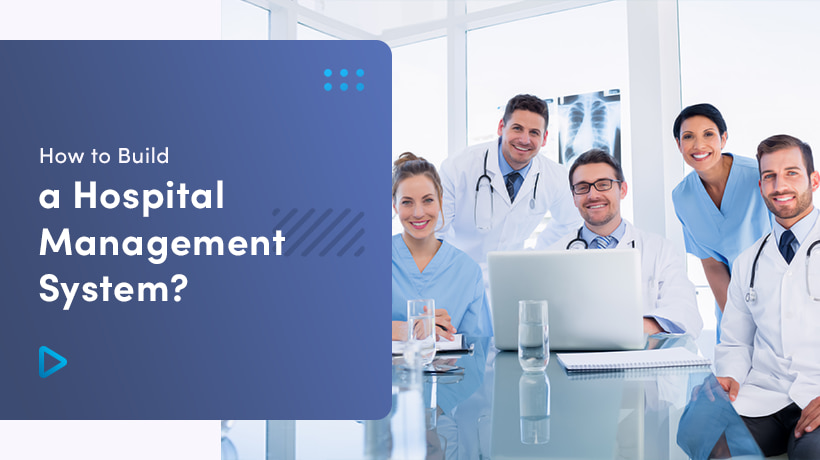 How to Build
a Hospital
Management
System?